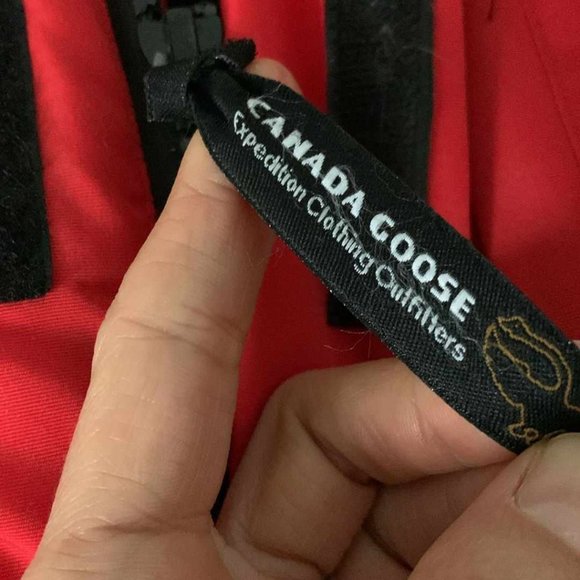 CANADA GOOSE
Expedition Clothing Outfitters